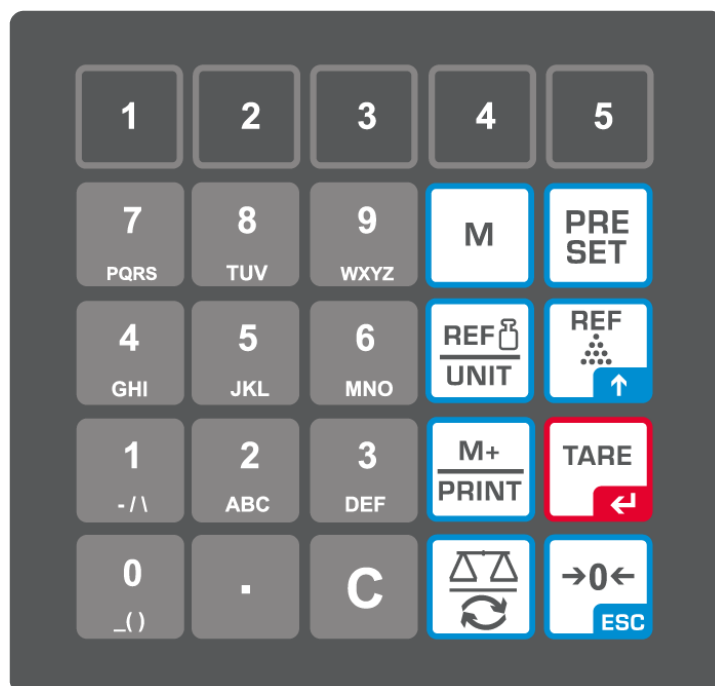 1 2 3 4 5
7 8 9 M PRE
PQRS TUV WXYZ SET
4 5 6 REF REF
GHI JKL MNO UNIT ↑
1 2 3 M+ TARE
-/\ ABC DEF PRINT ↵
0 . C →0←
_() ESC